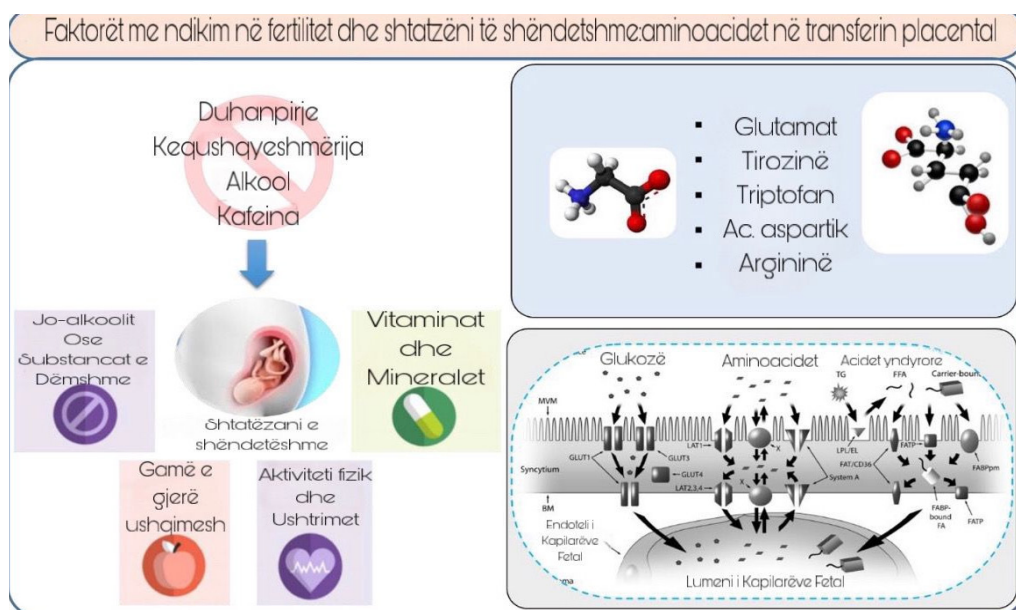 Faktorët me ndikim në fertilitet dhe shtatzëni të shëndetshme:aminoacidet në transferin placental
Duhanpirje
Kequshqyeshmërija
Alkool
Kafeina
Jo-alkoolit
Ose
Substancat e
Dëmshme
Shtatëzani e
shëndetëshme
Vitaminat
dhe
Mineralet
Gamë e
gjerë
ushqimesh
Aktiviteti fizik
dhe
Ushtrimet
▪ Glutamat
▪ Tirozinë
▪ Triptofan
▪ Ac. aspartik
▪ Argininë
Glukozë
Aminoacidet
Acidet yndyrore
TG
FFA
Carrier-boun
MVM
LAT1
X
LPL/EL
FATP
GLUT1
GLUT3
FAT/CD36
FABPpm
Syncytium
GLUT4
X
System A
LAT2,3,4
BM
FABP-
bound
FA
FATP
Endoteli i
Kapilarëve
Fetal
ma
Lumeni i Kapilarëve Fetal